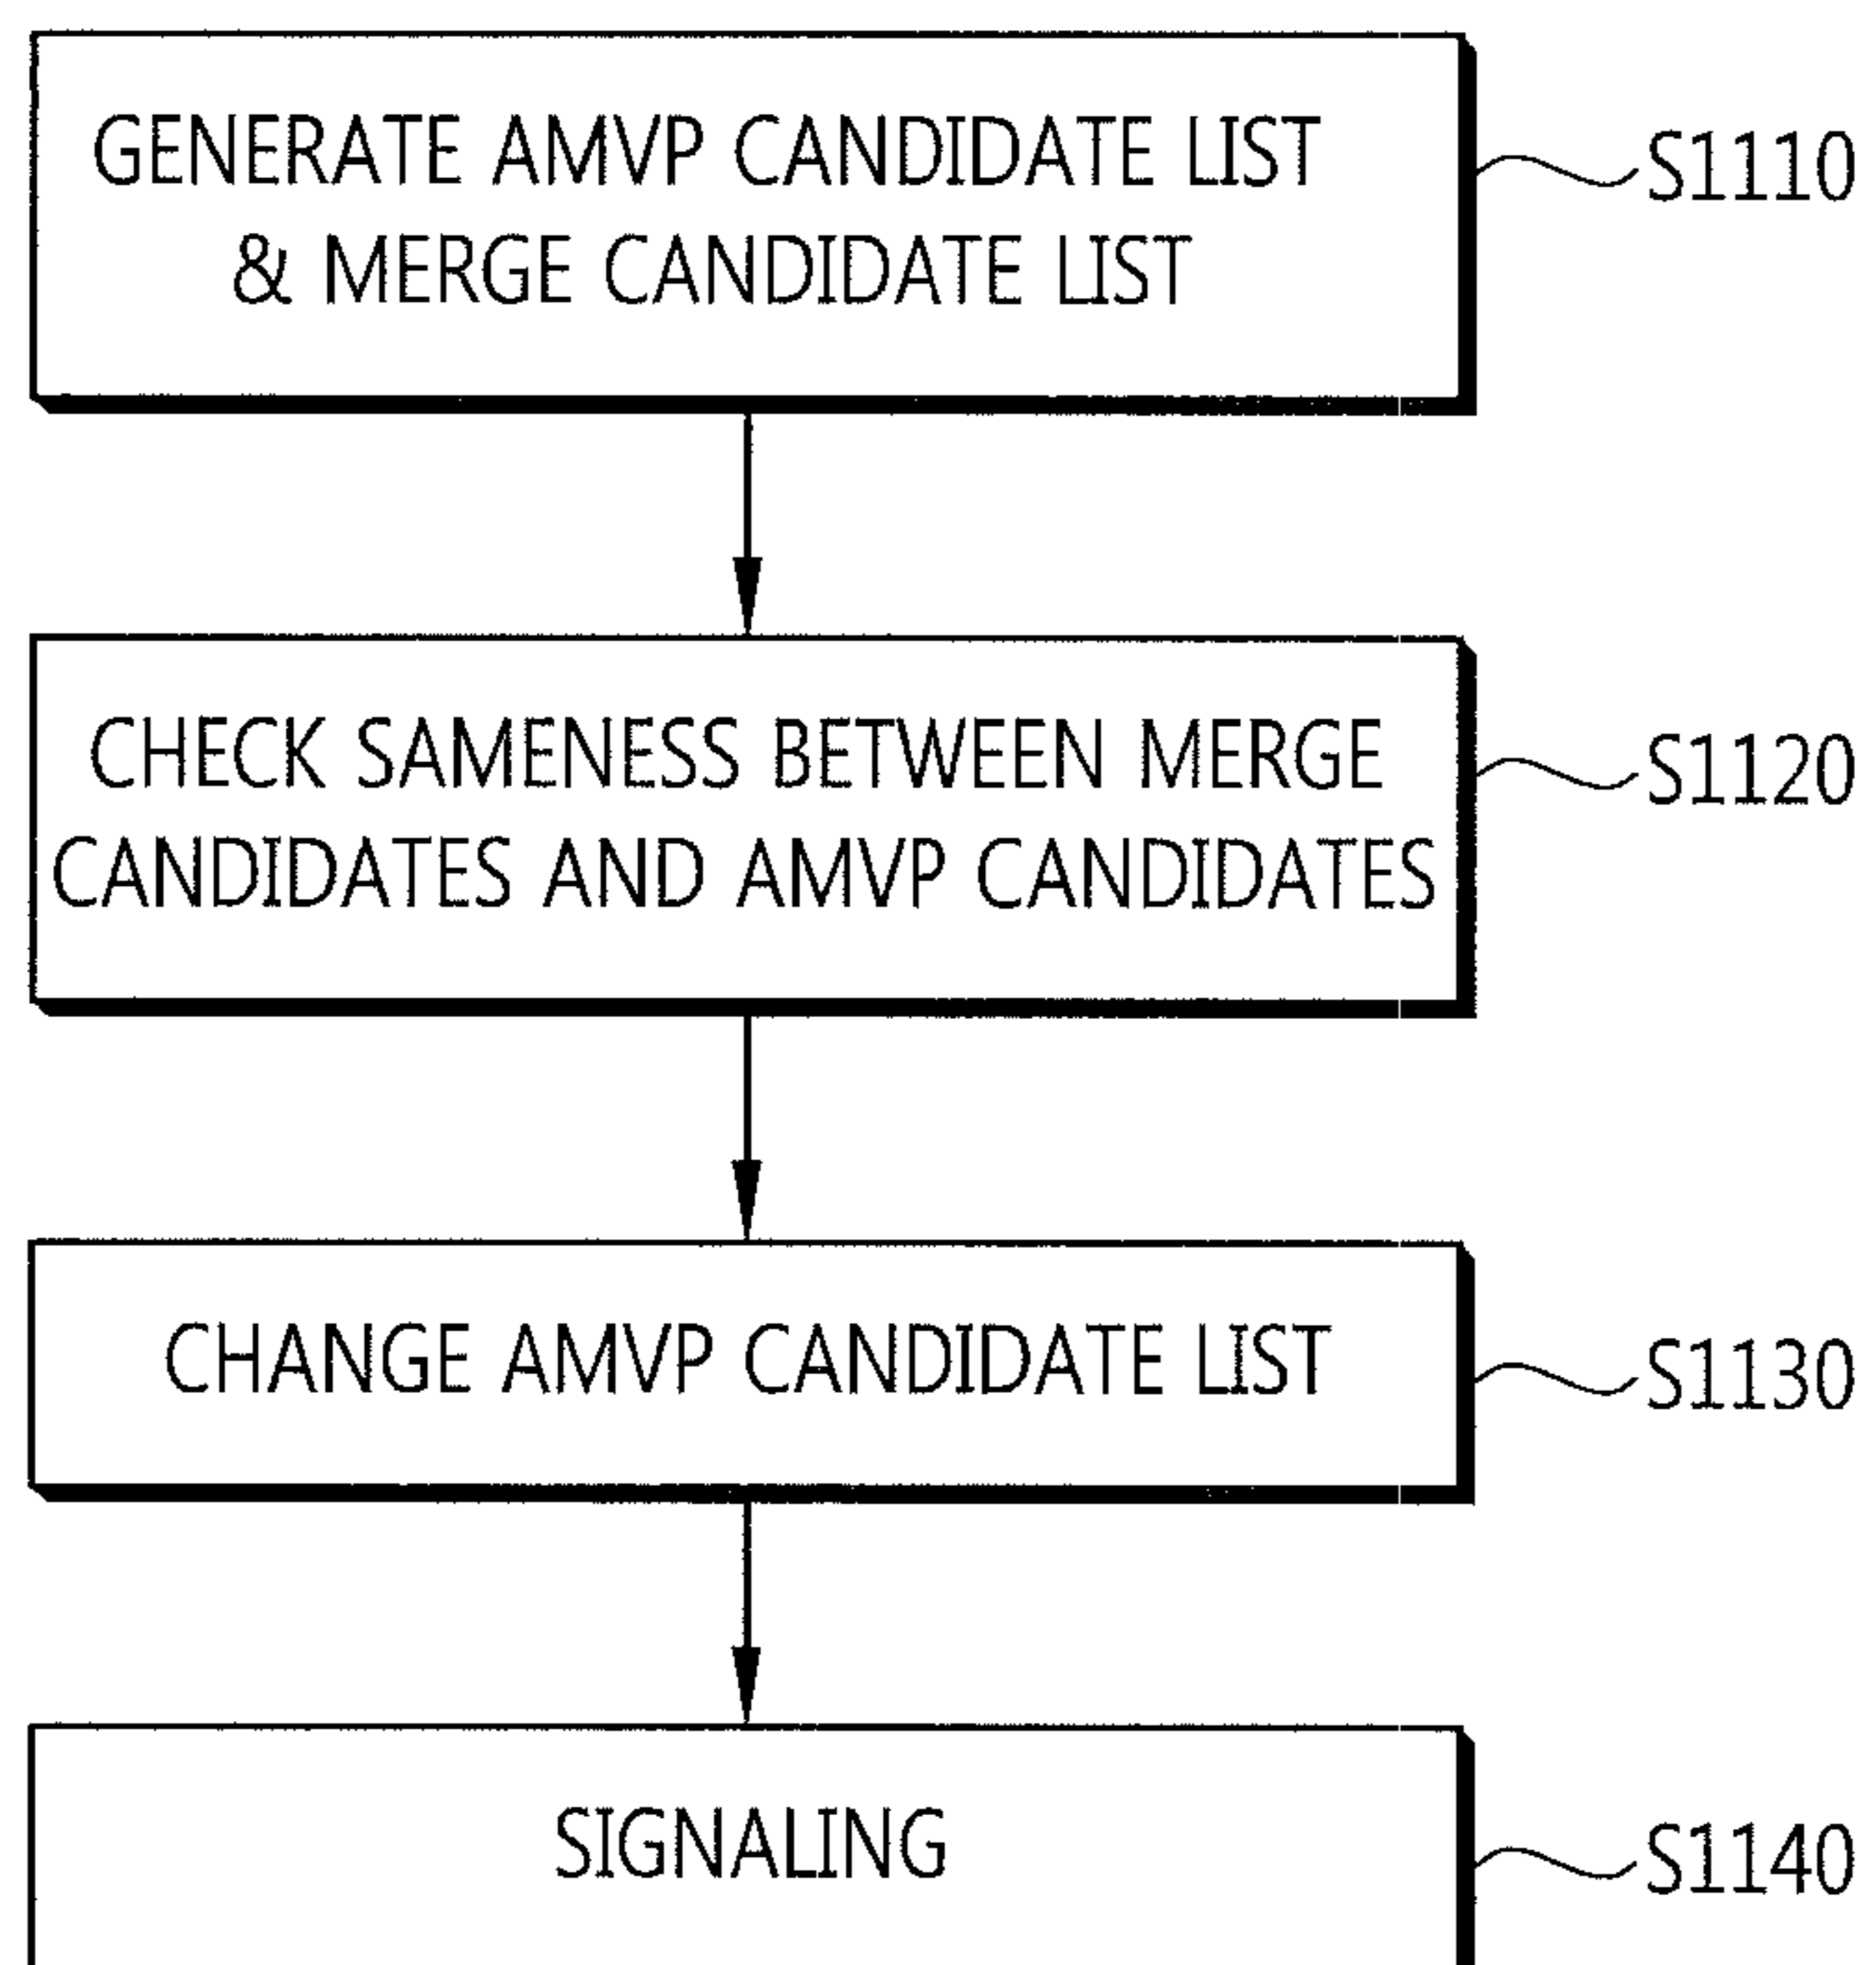 GENERATE AMVP CANDIDATE LIST
& MERGE CANDIDATE LIST
S1110
CHECK SAMENESS BETWEEN MERGE
CANDIDATES AND AMVP CANDIDATES
S1120
CHANGE AMVP CANDIDATE LIST
S1130
SIGNALING
S1140